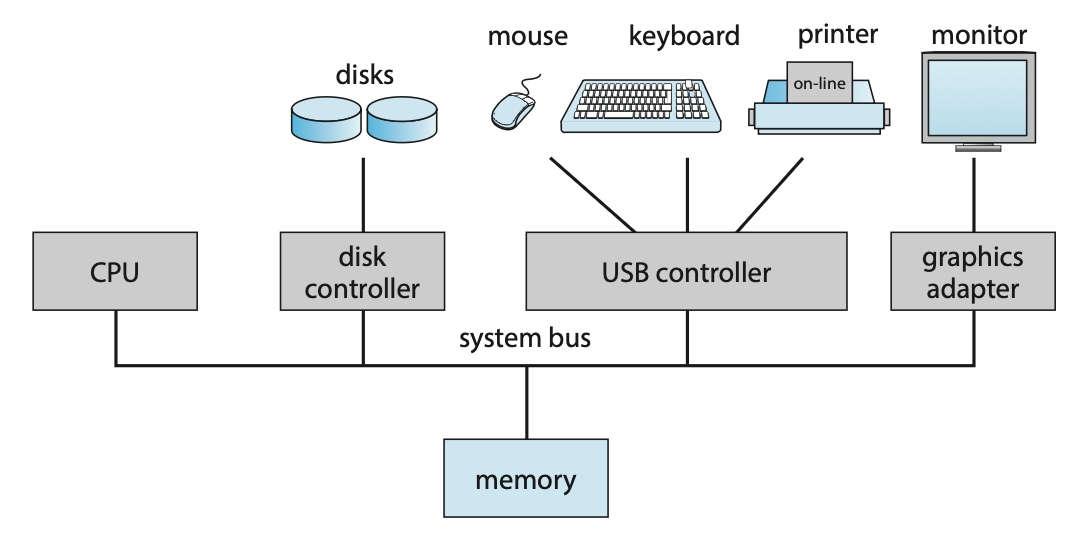 mouse
keyboard
printer
monitor
disks
on-line
CPU
disk
controller
USB controller
graphics
adapter
system bus
memory